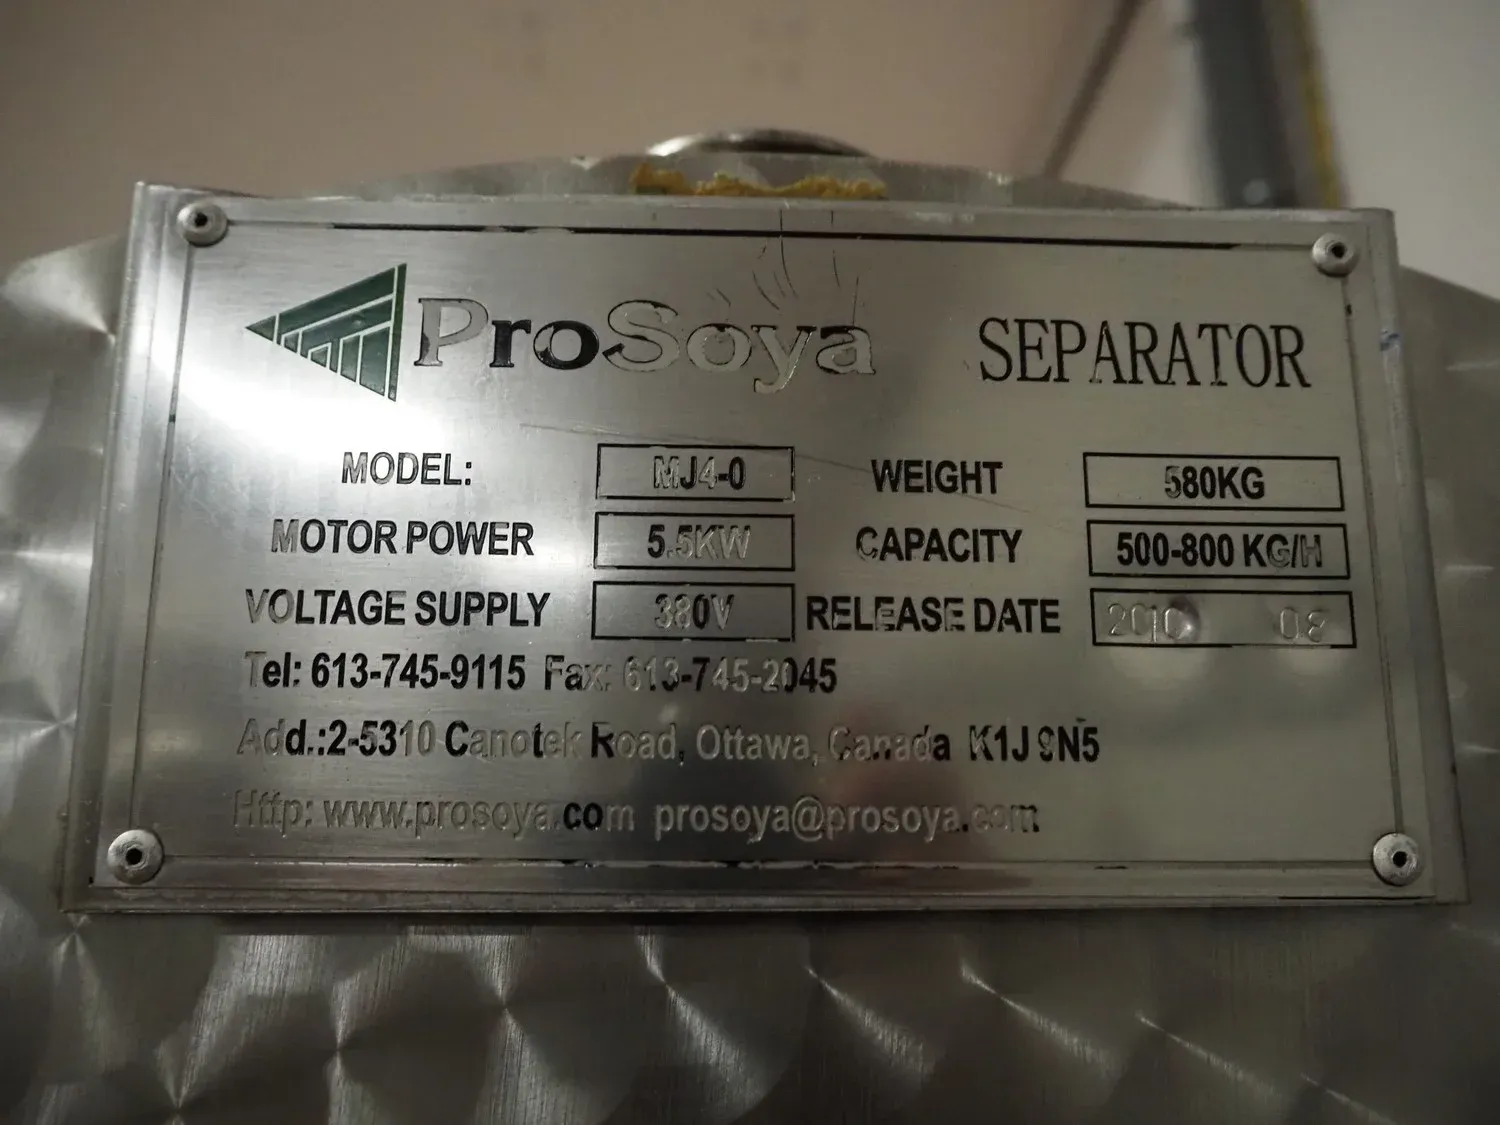 ProSoya SEPARATOR
MODEL: MJ4-0 WEIGHT 580KG
MOTOR POWER 5.5KW CAPACITY 500-800 KG/H
VOLTAGE SUPPLY 380V RELEASE DATE 2010 08
Tel: 613-745-9115 Fax: 613-745-2045
Add.:2-5310 Canotek Road, Ottawa, Canada K1J 9N5
Http: www.prosoya.com prosoya@prosoya.com